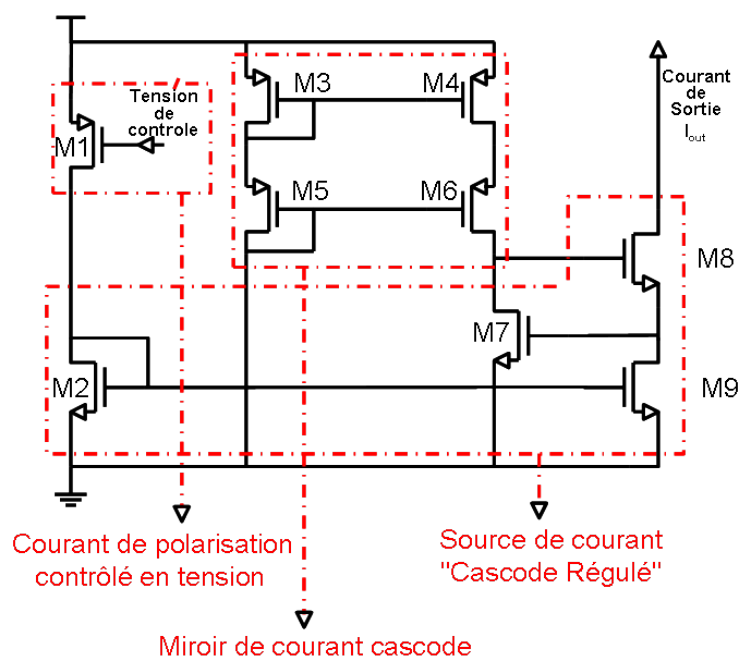 M3
M4
Tension
de
controle
Courant
de
Sortie
Iout
M1
M5
M6
M8
M7
M2
M9
Courant de polarisation
contrôlé en tension
Source de courant
"Cascode Régulé"
Miroir de courant cascode